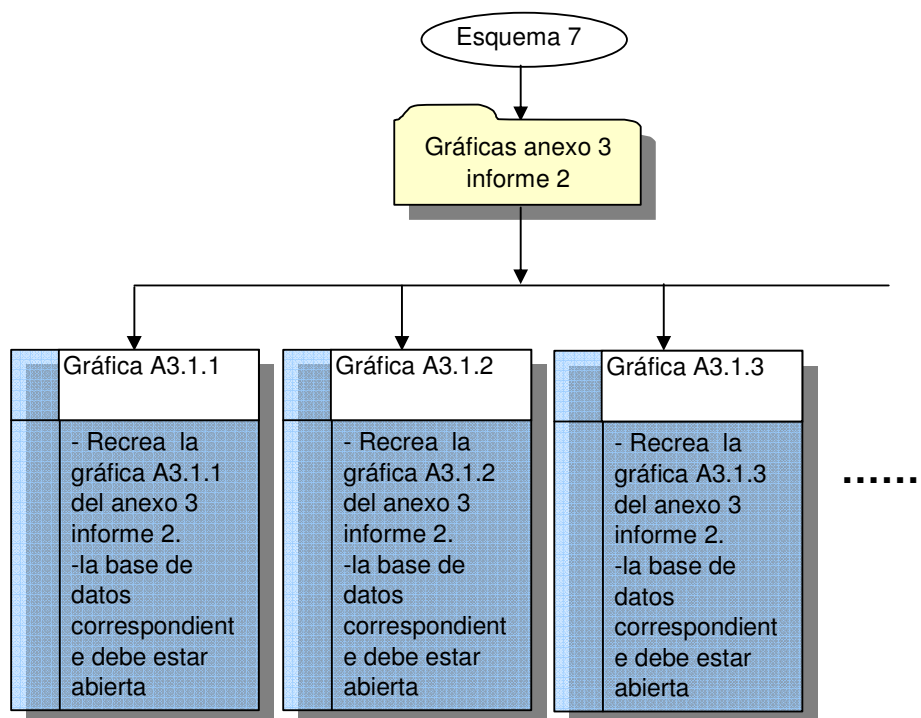 Esquema 7
Gráficas anexo 3
informe 2
Gráfica A3.1.1
- Recrea la
gráfica A3.1.1
del anexo 3
informe 2.
-la base de
datos
correspondient
e debe estar
abierta
Gráfica A3.1.2
- Recrea la
gráfica A3.1.2
del anexo 3
informe 2.
-la base de
datos
correspondient
e debe estar
abierta
Gráfica A3.1.3
- Recrea la
gráfica A3.1.3
del anexo 3
informe 2.
-la base de
datos
correspondient
e debe estar
abierta
......